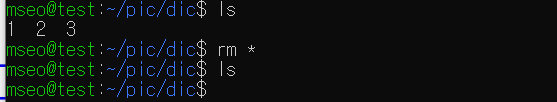 mseo@test:~/pic/dic$ ls
1  2  3
mseo@test:~/pic/dic$ rm *
mseo@test:~/pic/dic$ ls
mseo@test:~/pic/dic$